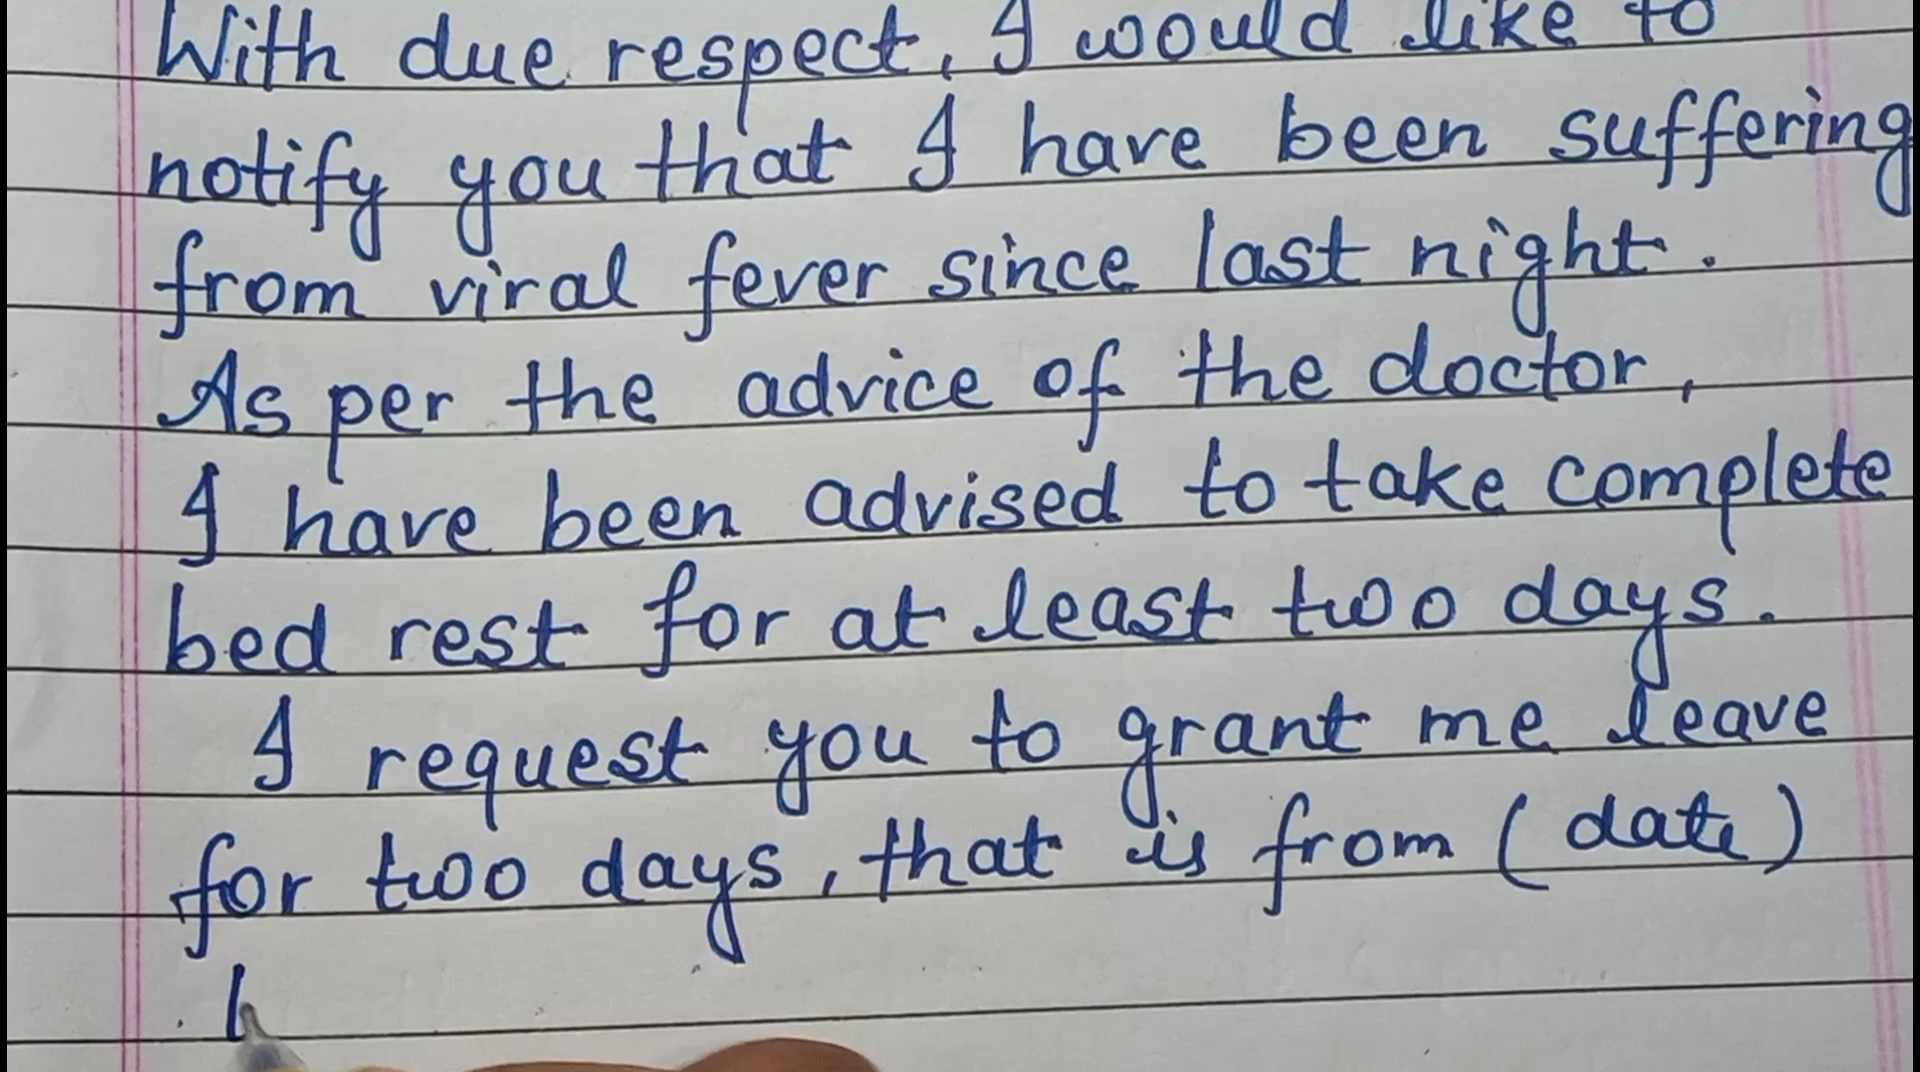 With due respect, I would like to
notify you that I have been suffering
from viral fever since last night.
As per the advice of the doctor,
I have been advised to take complete
bed rest for at least two days.
I request you to grant me leave
for two days, that is from (date)